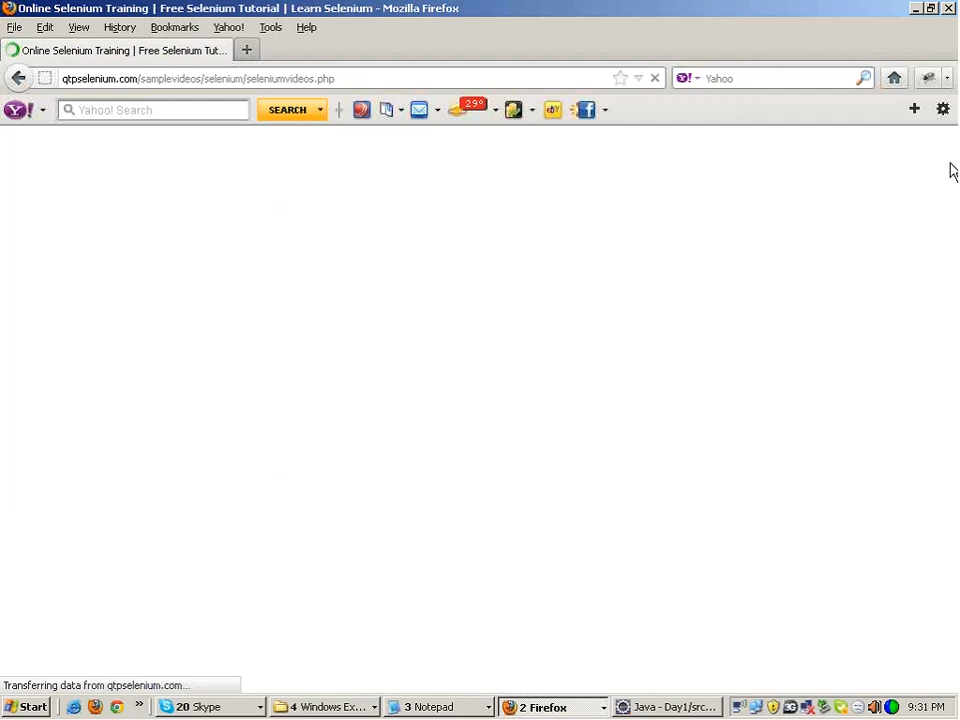 Online Selenium Training | Free Selenium Tutorial | Learn Selenium - Mozilla Firefox
File Edit View History Bookmarks Yahoo! Tools Help
Online Selenium Training | Free Selenium Tut... +
qtpselenium.com/samplevideos/selenium/seleniumvideos.php Y! Yahoo
Y! Yahoo! Search SEARCH 29° ebY f
Transferring data from qtpselenium.com...
Start » 20 Skype 4 Windows Ex... 3 Notepad 2 Firefox Java - Day1/src... 9:31 PM